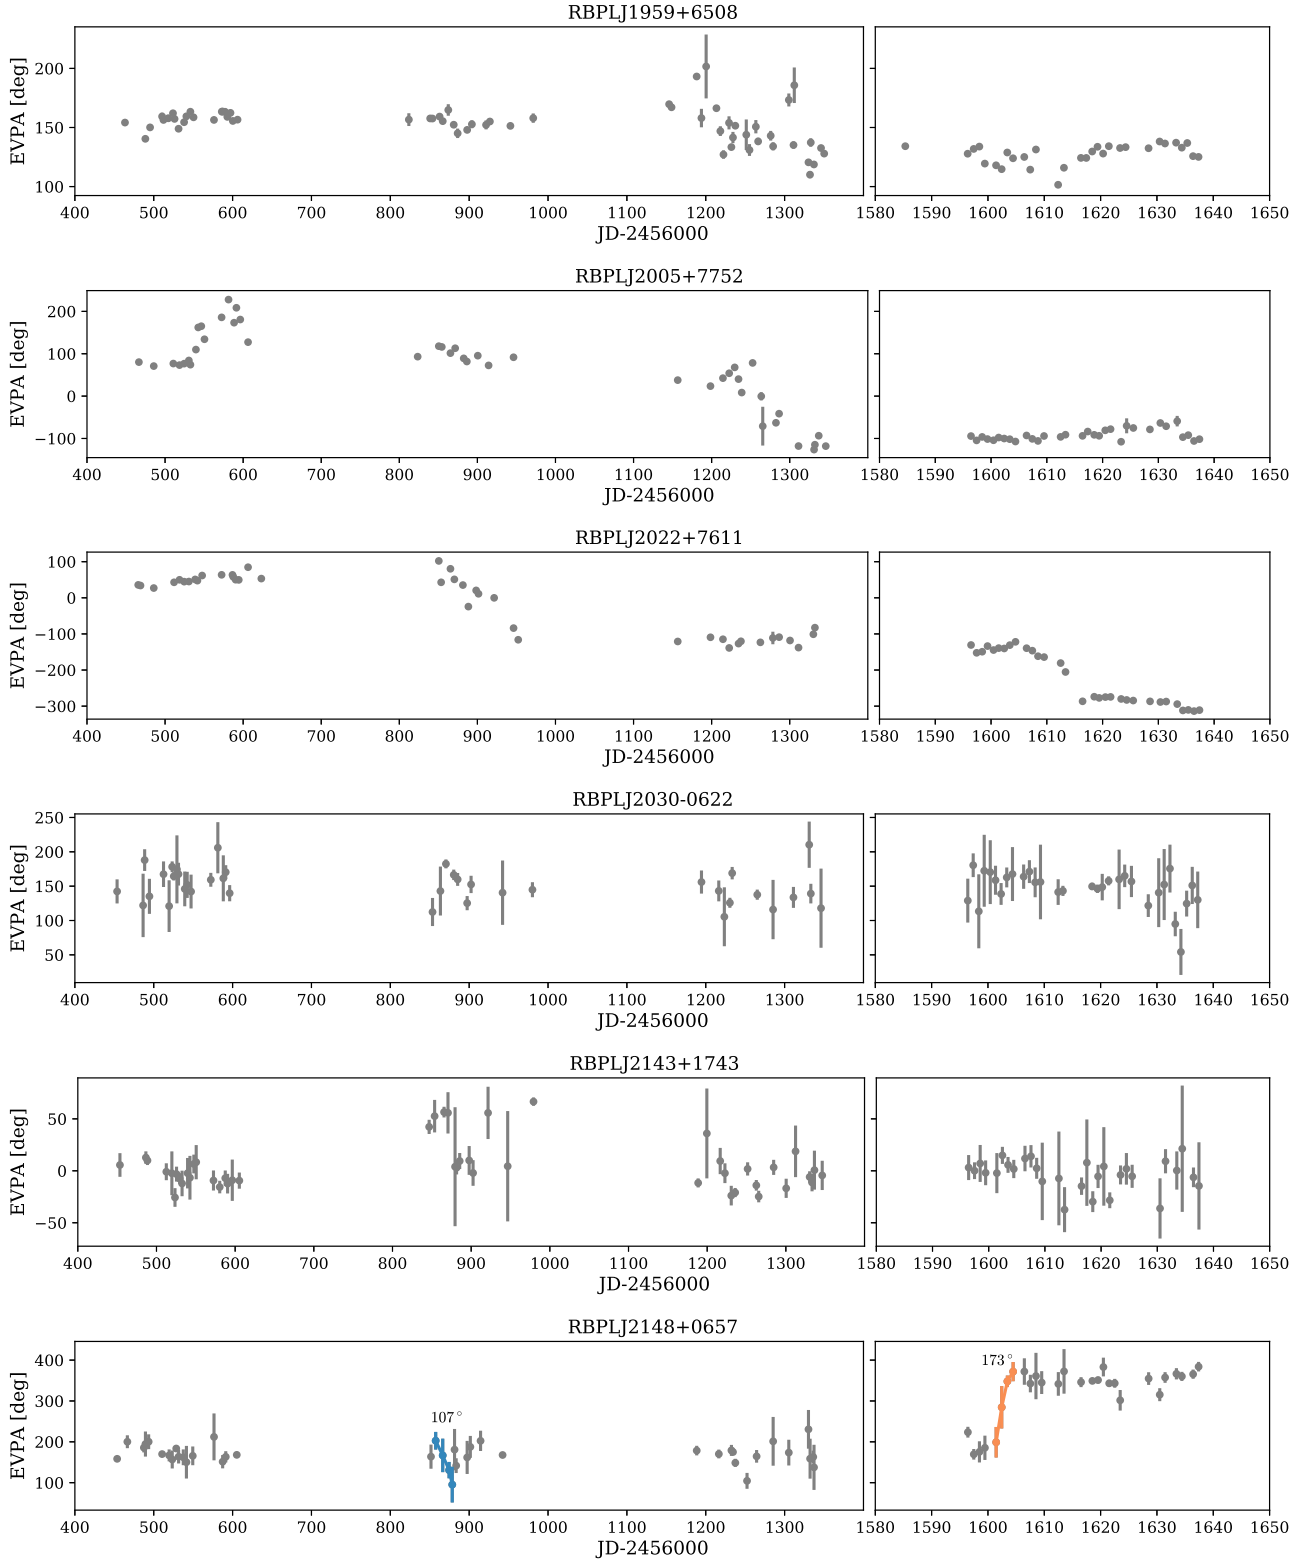 RBPLJ1959+6508
EVPA [deg]
200
150
100
400 500 600 700 800 900 1000 1100 1200 1300 1580 1590 1600 1610 1620 1630 1640 1650
JD-2456000
RBPLJ2005+7752
EVPA [deg]
200
100
0
−100
400 500 600 700 800 900 1000 1100 1200 1300 1580 1590 1600 1610 1620 1630 1640 1650
JD-2456000
RBPLJ2022+7611
EVPA [deg]
100
0
−100
−200
−300
400 500 600 700 800 900 1000 1100 1200 1300 1580 1590 1600 1610 1620 1630 1640 1650
JD-2456000
RBPLJ2030-0622
EVPA [deg]
250
200
150
100
50
400 500 600 700 800 900 1000 1100 1200 1300 1580 1590 1600 1610 1620 1630 1640 1650
JD-2456000
RBPLJ2143+1743
EVPA [deg]
50
0
−50
400 500 600 700 800 900 1000 1100 1200 1300 1580 1590 1600 1610 1620 1630 1640 1650
JD-2456000
RBPLJ2148+0657
EVPA [deg]
400
300
200
100
107°
173°
400 500 600 700 800 900 1000 1100 1200 1300 1580 1590 1600 1610 1620 1630 1640 1650
JD-2456000